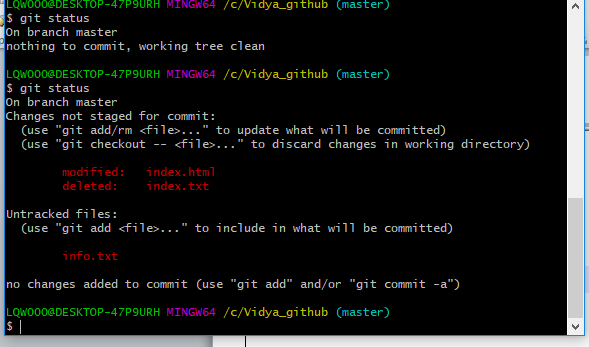 LQWOOO@DESKTOP-47P9URH MINGW64 /c/Vidya_github (master)
$ git status
On branch master
nothing to commit, working tree clean
LQWOOO@DESKTOP-47P9URH MINGW64 /c/Vidya_github (master)
$ git status
On branch master
Changes not staged for commit:
(use "git add/rm <file>..." to update what will be committed)
(use "git checkout -- <file>..." to discard changes in working directory)
modified: index.html
deleted: index.txt
Untracked files:
(use "git add <file>..." to include in what will be committed)
info.txt
no changes added to commit (use "git add" and/or "git commit -a")
LQWOOO@DESKTOP-47P9URH MINGW64 /c/Vidya_github (master)
$